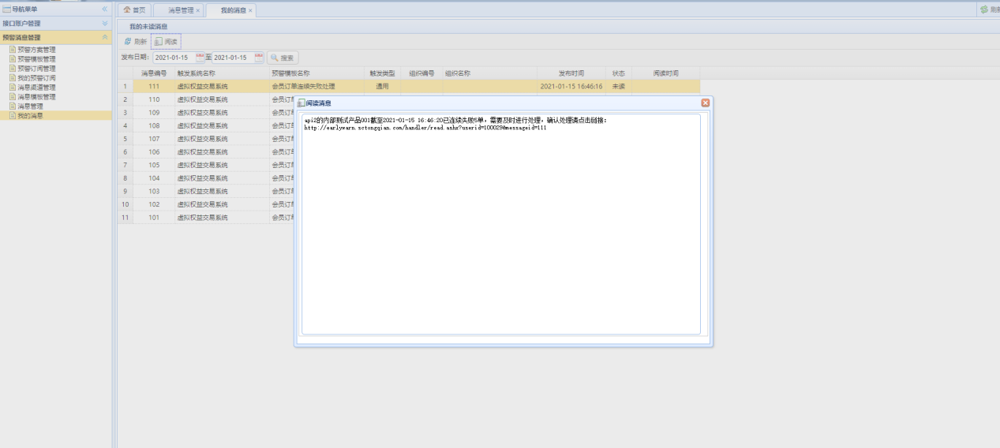 导航菜单
接口账户管理
预警消息管理
预警方案管理
预警模板管理
预警订阅管理
我的预警订阅
消息渠道管理
消息模板管理
消息管理
我的消息
首页 消息管理 × 我的消息 × 刷新
我的未读消息
刷新 阅读
发布日期: 2021-01-15 至 2021-01-15 搜索
消息编号 触发系统名称 预警模板名称 触发类型 组织编号 组织名称 发布时间 状态 阅读时间
1 111 虚拟权益交易系统 会员订单连续失败处理 通用 2021-01-15 16:46:16 未读
2 110 虚拟权益交易系统 会员订
3 109 虚拟权益交易系统 会员订
4 108 虚拟权益交易系统 会员订
5 107 虚拟权益交易系统 会员订
6 106 虚拟权益交易系统 会员订
7 105 虚拟权益交易系统 会员订
8 104 虚拟权益交易系统 会员订
9 103 虚拟权益交易系统 会员订
10 102 虚拟权益交易系统 会员订
11 101 虚拟权益交易系统 会员订
阅读消息
api2的内部测试产品001截至2021-01-15 16:46:20已连续失败5单，需要及时进行处理，确认处理请点击链接：
http://earlywarn.sctongqian.com/handler/read.ashx?userid=100029&messageid=111